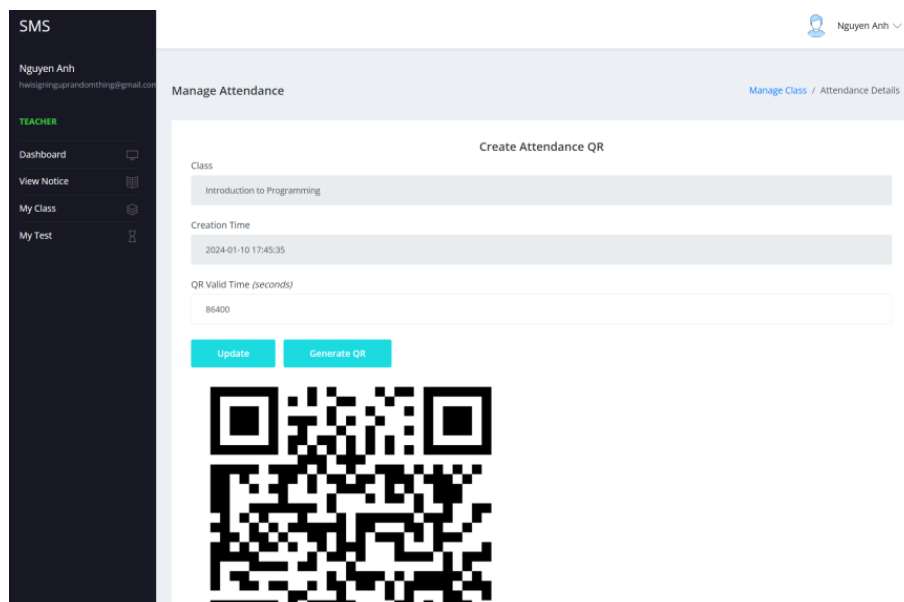 SMS
Nguyen Anh
Nguyen Anh
hwisigninguprandomthing@gmail.com
Manage Attendance
Manage Class / Attendance Details
TEACHER
Dashboard
View Notice
My Class
My Test
Create Attendance QR
Class
Introduction to Programming
Creation Time
2024-01-10 17:45:35
QR Valid Time (seconds)
86400
Update
Generate QR